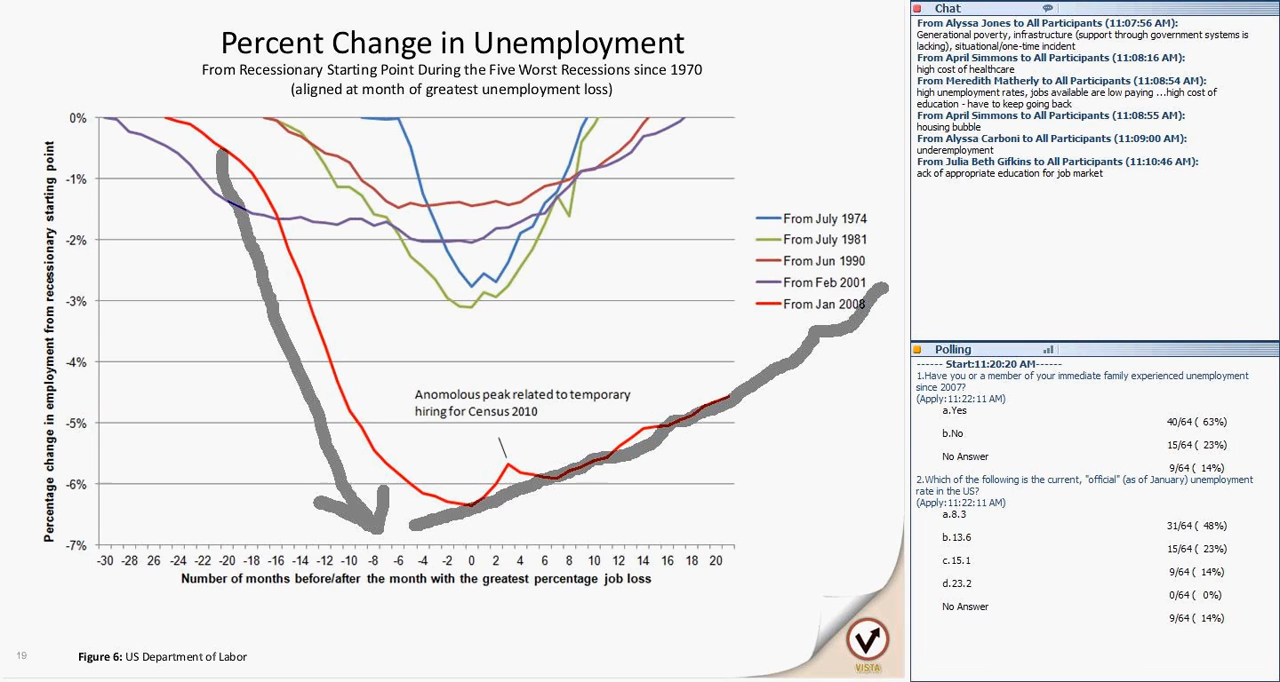 Percent Change in Unemployment
From Recessionary Starting Point During the Five Worst Recessions since 1970
(aligned at month of greatest unemployment loss)
Percentage change in employment from recessionary starting point
0%
-1%
-2%
-3%
-4%
-5%
-6%
-7%
From July 1974
From July 1981
From Jun 1990
From Feb 2001
From Jan 2008
Anomolous peak related to temporary
hiring for Census 2010
-30 -28 26 -24 -22 -20 -18 -16 -14 -12 -10 -8 -6 -4 -2 0 2 4 6 8 10 12 14 16 18 20
Number of months before/after the month with the greatest percentage job loss
19
Figure 6: US Department of Labor
VISTA
Chat
From Alyssa Jones to All Participants (11:07:56 AM):
Generational poverty, infrastructure (support through government systems is
lacking), situational/one-time incident
From April Simmons to All Participants (11:08:16 AM):
high cost of healthcare
From Meredith Matherly to All Participants (11:08:54 AM):
high unemployment rates, jobs available are low paying ...high cost of
education - have to keep going back
From April Simmons to All Participants (11:08:55 AM):
housing bubble
From Alyssa Carboni to All Participants (11:09:00 AM):
underemployment
From Julia Beth Gifkins to All Participants (11:10:46 AM):
ack of appropriate education for job market
Polling
------ Start:11:20:20 AM------
1.Have you or a member of your immediate family experienced unemployment
since 2007?
(Apply:11:22:11 AM)
a.Yes
40/64 ( 63%)
b.No
15/64 ( 23%)
No Answer
9/64 ( 14%)
2.Which of the following is the current, "official" (as of January) unemployment
rate in the US?
(Apply:11:22:11 AM)
a.8.3
31/64 ( 48%)
b.13.6
15/64 ( 23%)
c.15.1
9/64 ( 14%)
d.23.2
0/64 ( 0%)
No Answer
9/64 ( 14%)